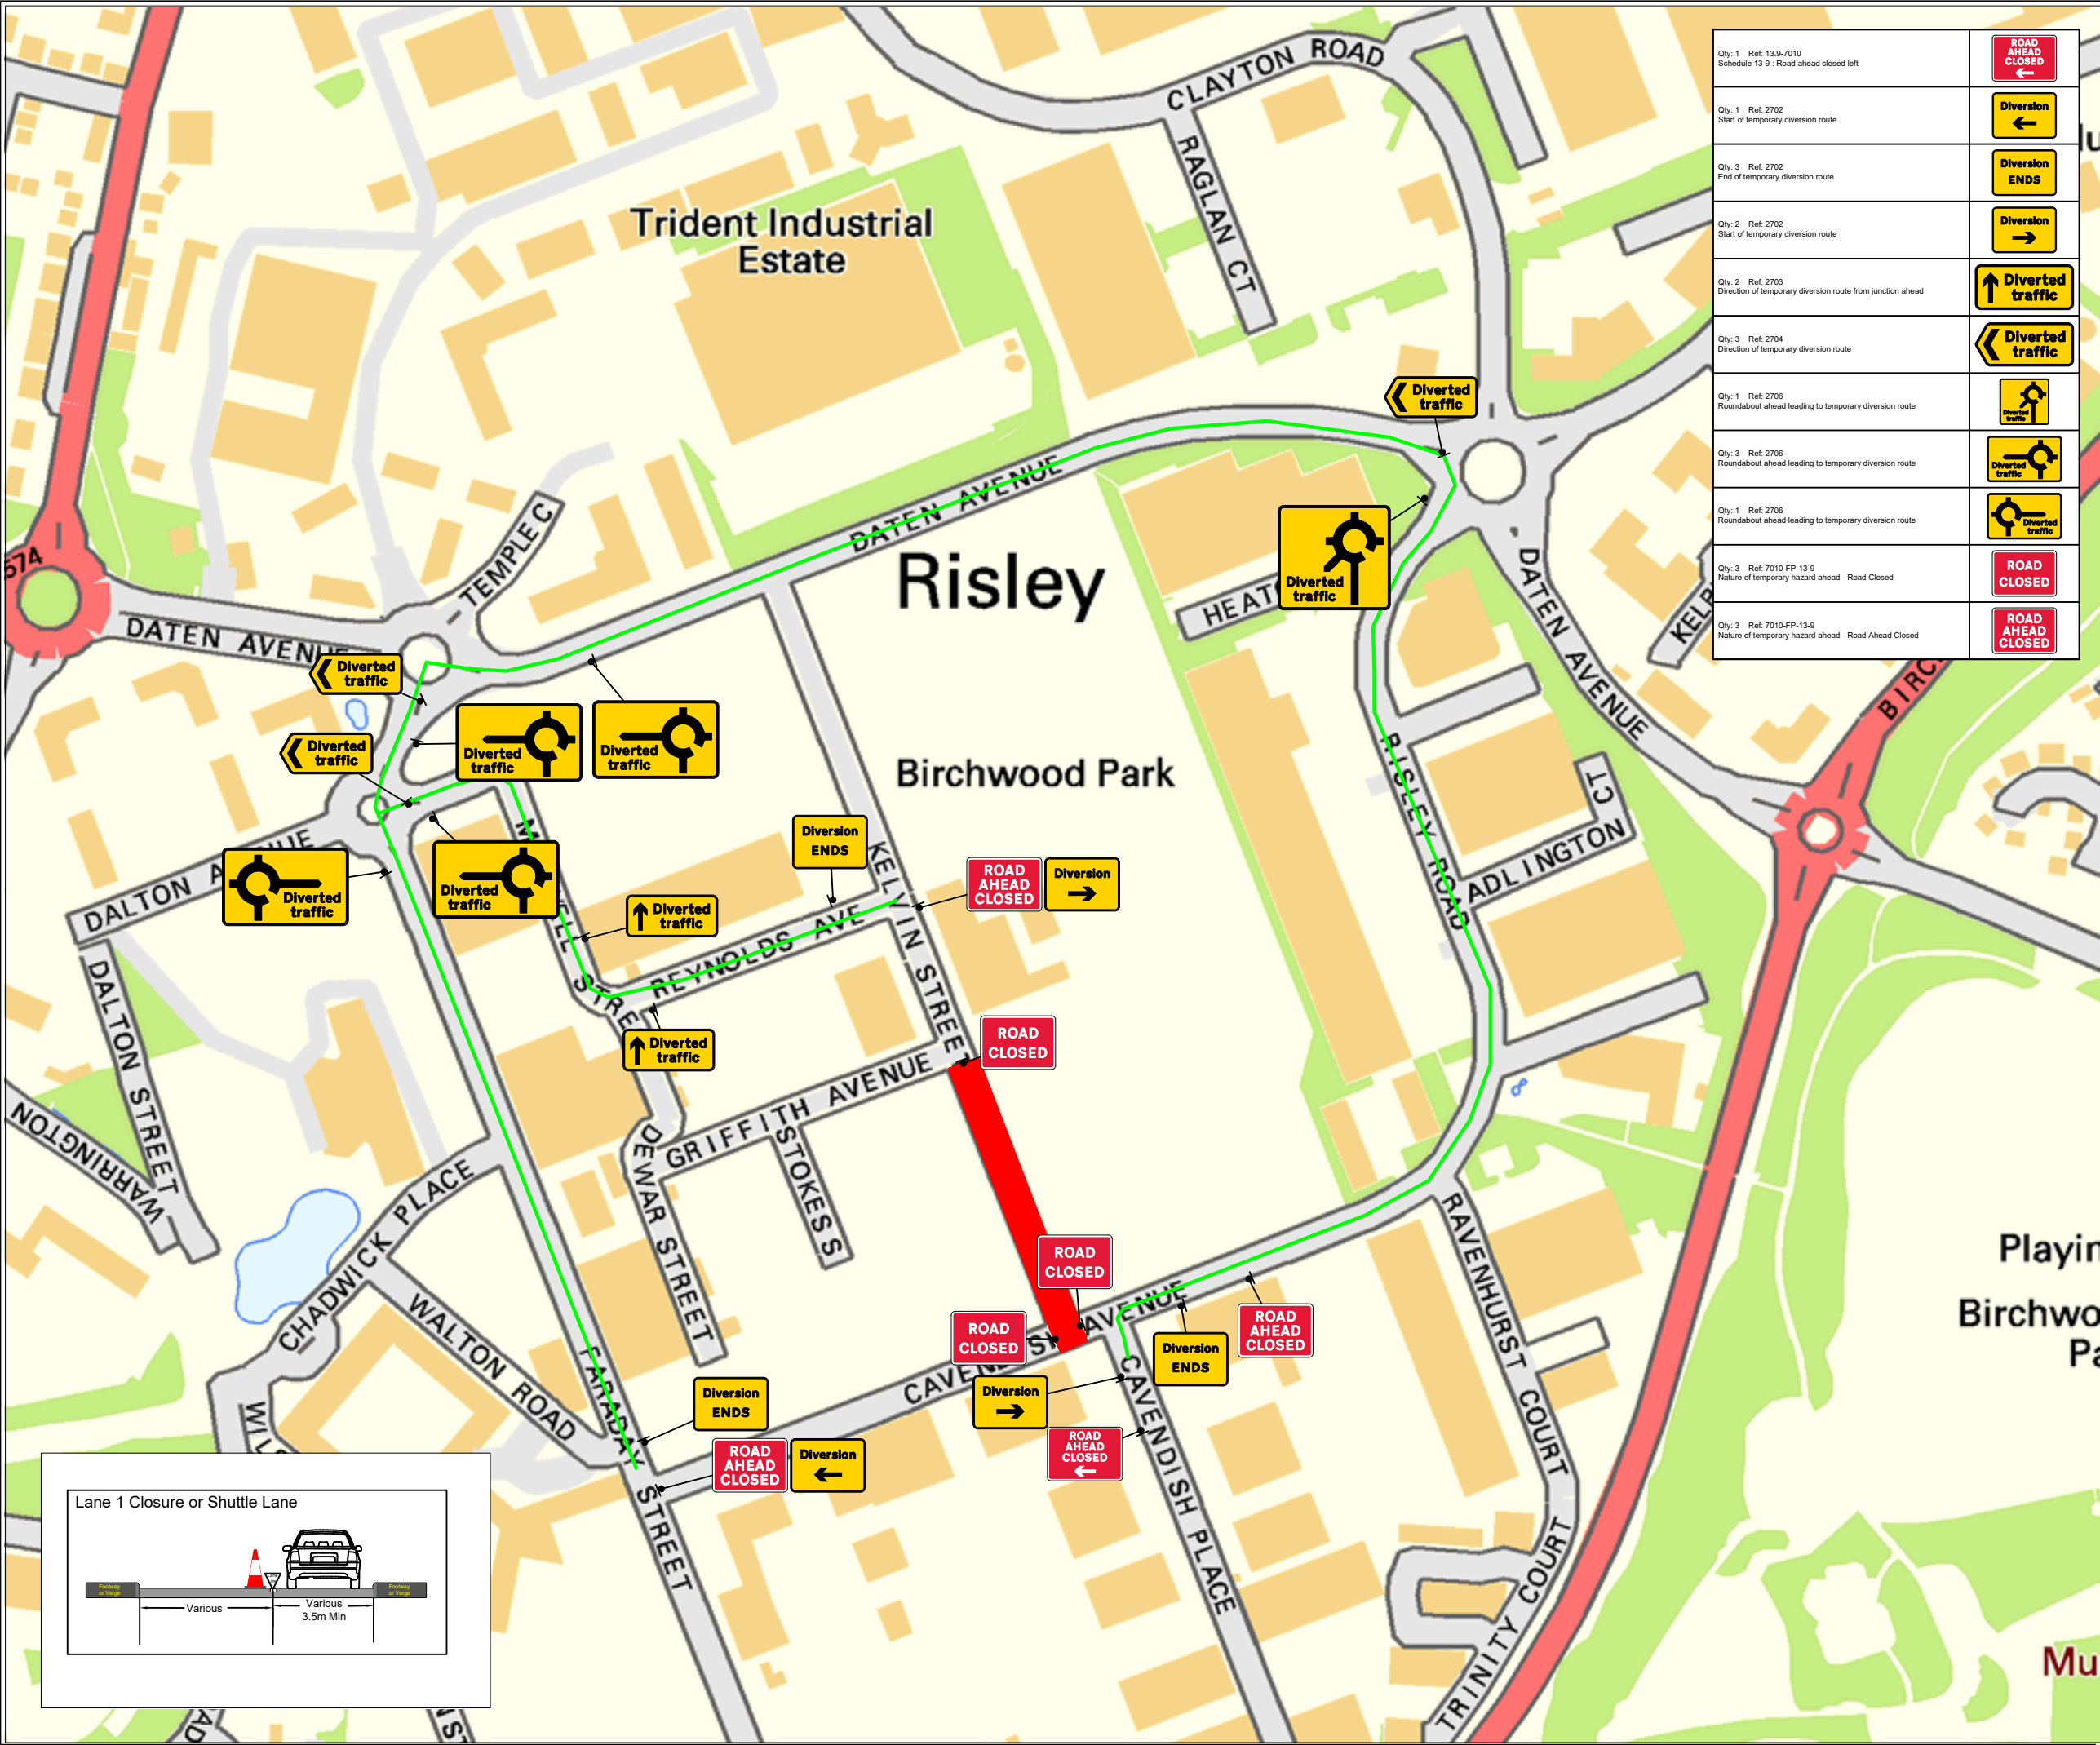 CLAYTON ROAD
RAGLAN CT
Trident Industrial
Estate
574
TEMPLE C
DATEN AVENUE
DATEN AVENUE
Risley
Birchwood Park
HEAT
DATEN AVENUE
RISLEY ROAD
ADLINGTON
CT
DALTON AVENUE
DALTON STREET
WARRINGTON
KELVIN STREET
REYNOLDS AVE
GRIFFITH AVENUE
STOKES S
DEWAR STREET
CHADWICK PLACE
WALTON ROAD
FARADAY
STREET
AVENUE
CAVENDISH PLACE
RAVENHURST COURT
TRINITY COURT
Playin
Birchwo
Pa
Mu
Diverted
traffic
Diverted
traffic
Diverted
traffic
Diverted
traffic
Diverted
traffic
Diverted
traffic
Diverted
traffic
Diverted
traffic
Diversion
ENDS
ROAD
AHEAD
CLOSED
Diversion
Diverted
traffic
Diverted
traffic
ROAD
CLOSED
ROAD
CLOSED
ROAD
CLOSED
ROAD
AHEAD
CLOSED
Diversion
ENDS
Diversion
ROAD
AHEAD
CLOSED
Diversion
ENDS
ROAD
AHEAD
CLOSED
Diversion
Qty: 1 Ref: 13.9-7010
Schedule 13-9 : Road ahead closed left
ROAD
AHEAD
CLOSED
Qty: 1 Ref: 2702
Start of temporary diversion route
Diversion
Qty: 3 Ref: 2702
End of temporary diversion route
Diversion
ENDS
Qty: 2 Ref: 2702
Start of temporary diversion route
Diversion
Qty: 2 Ref: 2703
Direction of temporary diversion route from junction ahead
Diverted
traffic
Qty: 3 Ref: 2704
Direction of temporary diversion route
Diverted
traffic
Qty: 1 Ref: 2706
Roundabout ahead leading to temporary diversion route
Diverted
traffic
Qty: 3 Ref: 2706
Roundabout ahead leading to temporary diversion route
Diverted
traffic
Qty: 1 Ref: 2706
Roundabout ahead leading to temporary diversion route
Diverted
traffic
Qty: 3 Ref: 7010-FP-13-9
Nature of temporary hazard ahead - Road Closed
ROAD
CLOSED
Qty: 3 Ref: 7010-FP-13-9
Nature of temporary hazard ahead - Road Ahead Closed
ROAD
AHEAD
CLOSED
Lane 1 Closure or Shuttle Lane
Footway
or Verge
Footway
or Verge
Various
Various
3.5m Min